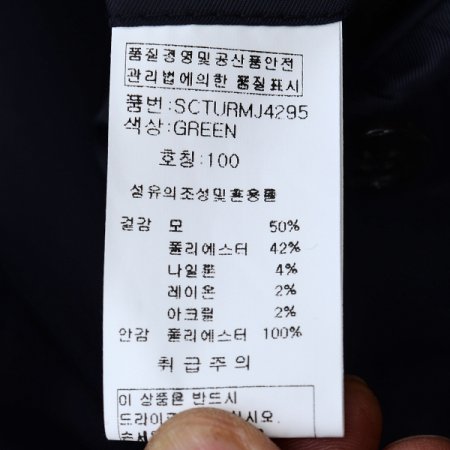 품질경영및공산품안전
관리법에의한 품질표시
품번:SCTURMJ4295
색상:GREEN
호칭:100
섬유의조성및혼용률
겉감 모 50%
폴리에스터 42%
나일론 4%
레이온 2%
아크릴 2%
안감 폴리에스터 100%
취급주의
이 상품은 반드시